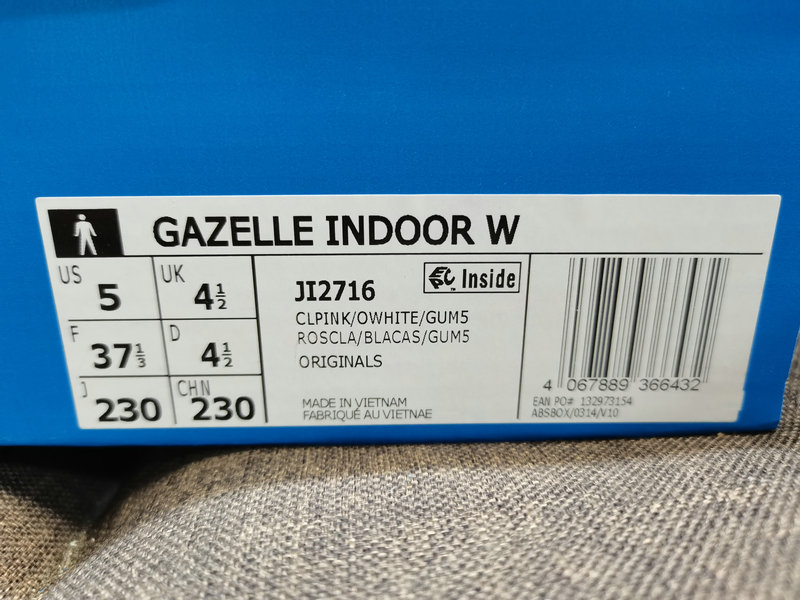 GAZELLE INDOOR W
US 5 UK 4½
F 37⅓ D 4½
J 230 CHN 230
JI2716
EPC™ Inside
CLPINK/OWHITE/GUM5
ROSCLA/BLACAS/GUM5
ORIGINALS
MADE IN VIETNAM
FABRIQUÉ AU VIETNAE
4 067889 366432
EAN PO# 132973154
ABSBOX/0314/V10